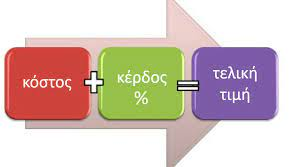 κόστος + κέρδος % = τελική τιμή